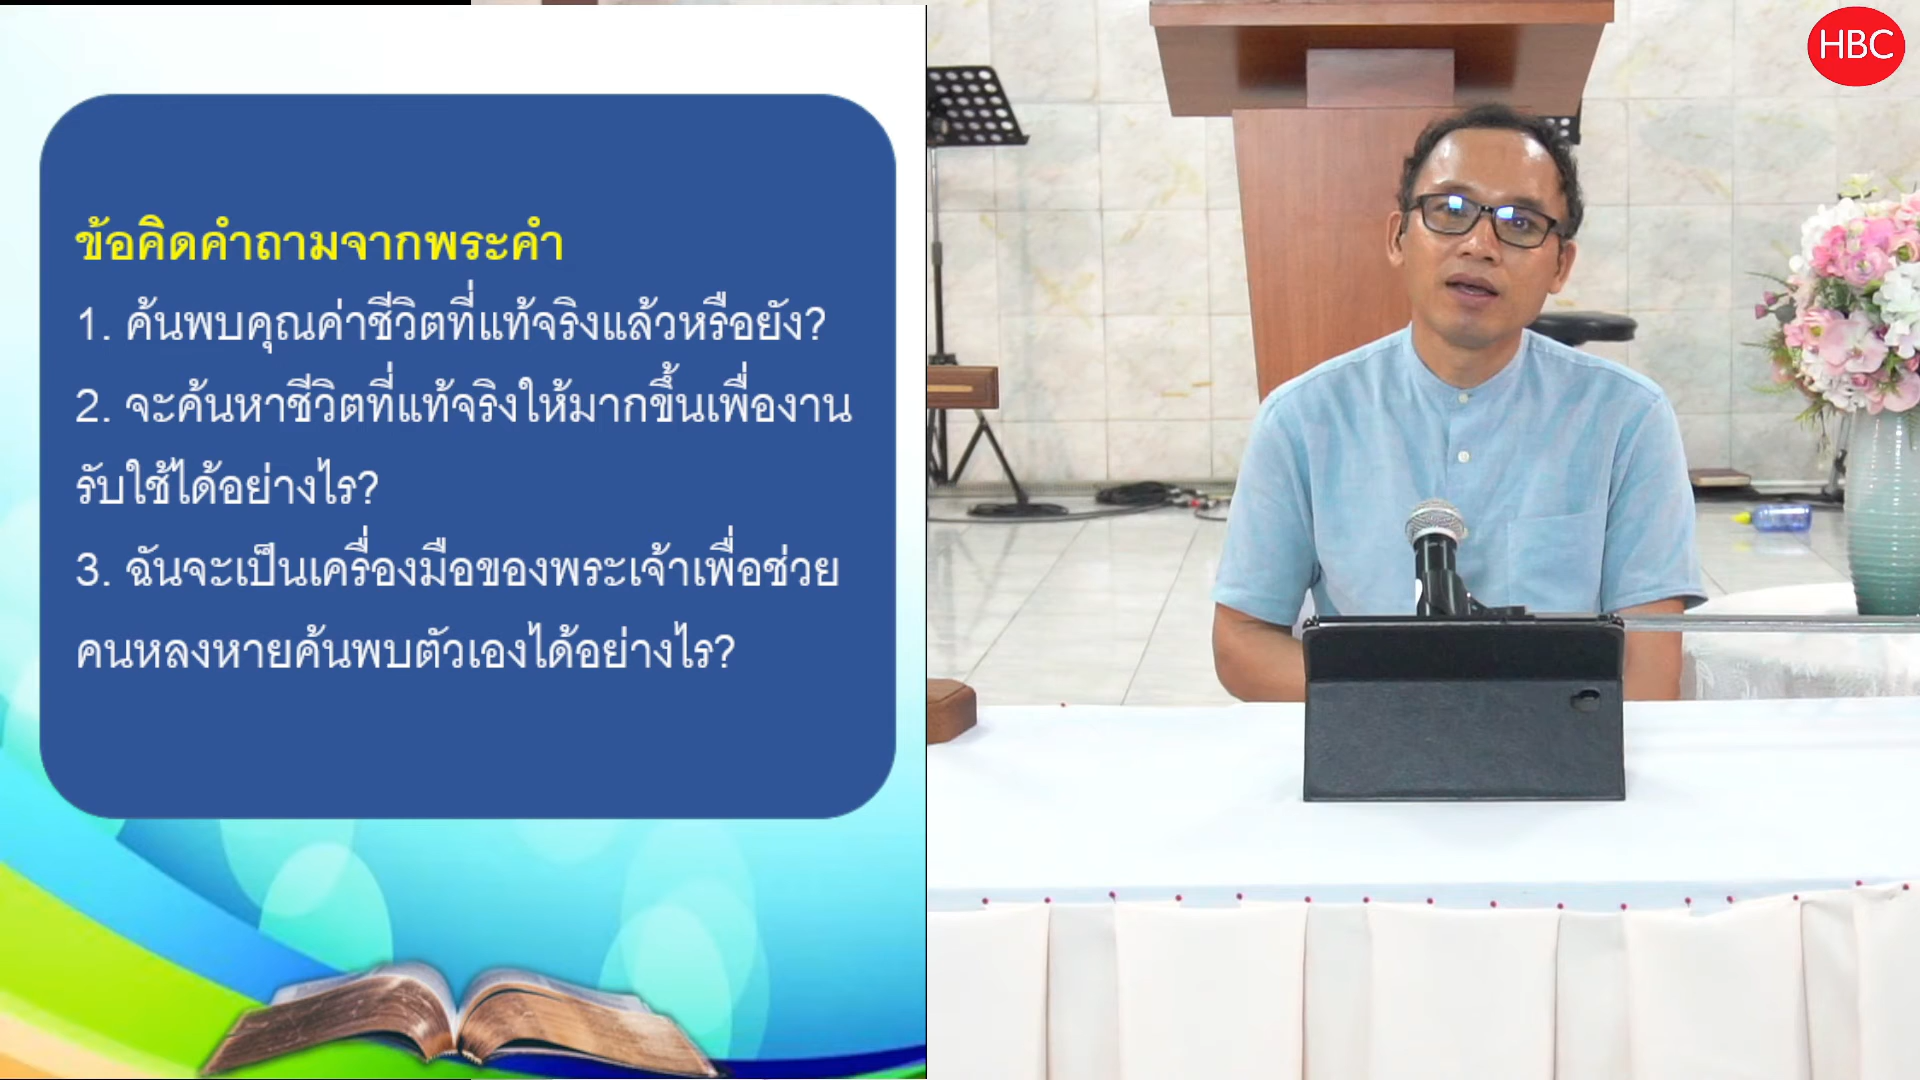 ข้อคิดคำถามจากพระคำ
1. ค้นพบคุณค่าชีวิตที่แท้จริงแล้วหรือยัง?
2. จะค้นหาชีวิตที่แท้จริงให้มากขึ้นเพื่องาน
รับใช้ได้อย่างไร?
3. ฉันจะเป็นเครื่องมือของพระเจ้าเพื่อช่วย
คนหลงหายค้นพบตัวเองได้อย่างไร?
HBC